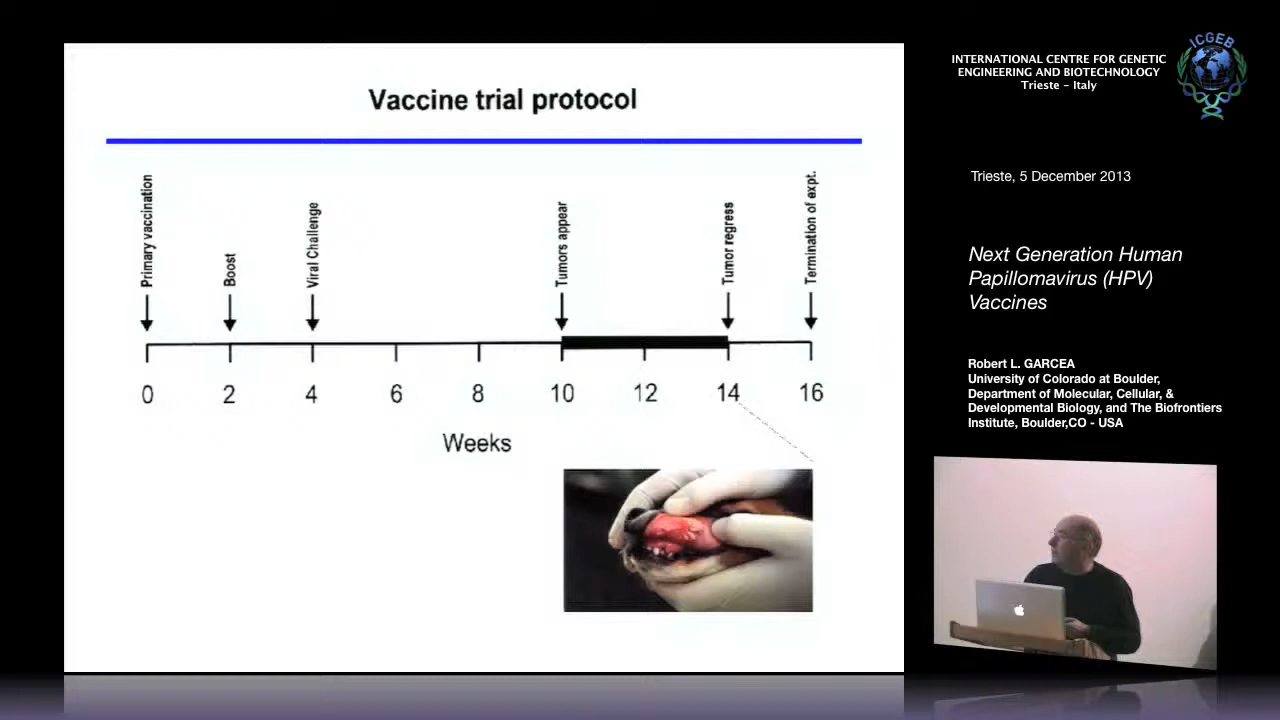 Vaccine trial protocol
Primary vaccination
Boost
Viral Challenge
Tumors appear
Tumor regress
Termination of expt.
0 2 4 6 8 10 12 14 16
Weeks
INTERNATIONAL CENTRE FOR GENETIC
ENGINEERING AND BIOTECHNOLOGY
Trieste - Italy
ICGEB
Trieste, 5 December 2013
Next Generation Human
Papillomavirus (HPV)
Vaccines
Robert L. GARCEA
University of Colorado at Boulder,
Department of Molecular, Cellular, &
Developmental Biology, and The Biofrontiers
Institute, Boulder,CO - USA